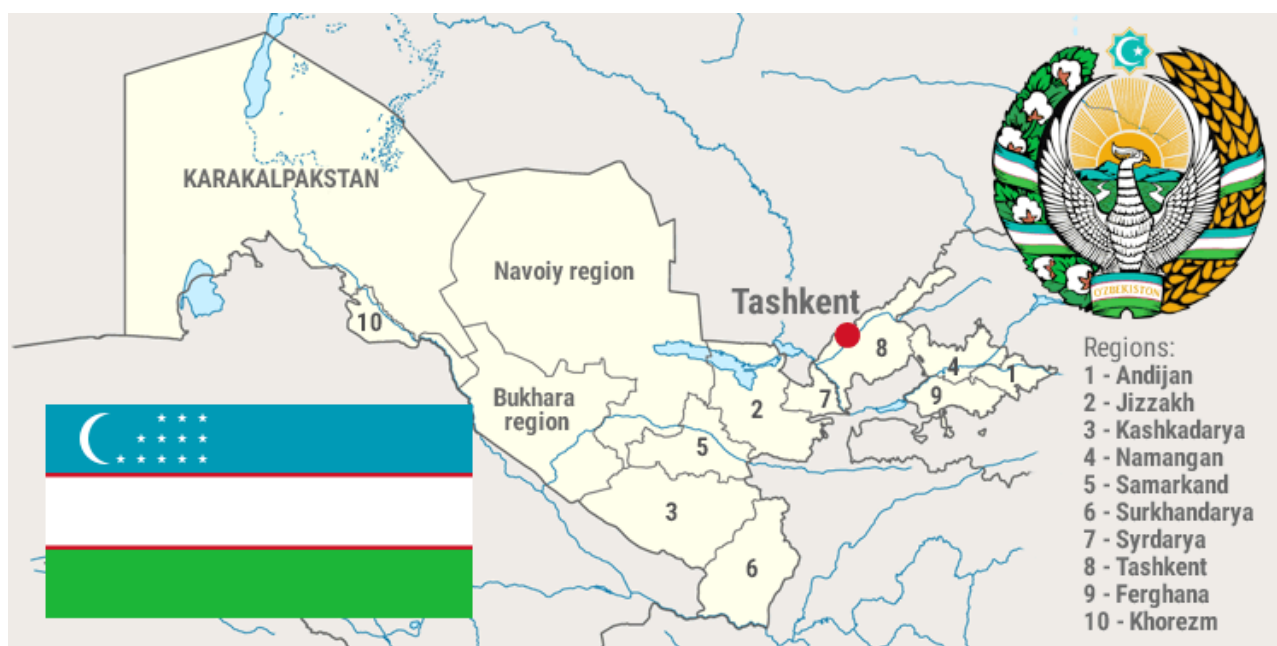 KARAKALPAKSTAN
Navoiy region
Tashkent
O'ZBEKISTON
10
8
Bukhara
region
4
1
7
9
2
5
3
6
Regions:
1 - Andijan
2 - Jizzakh
3 - Kashkadarya
4 - Namangan
5 - Samarkand
6 - Surkhandarya
7 - Syrdarya
8 - Tashkent
9 - Ferghana
10 - Khorezm